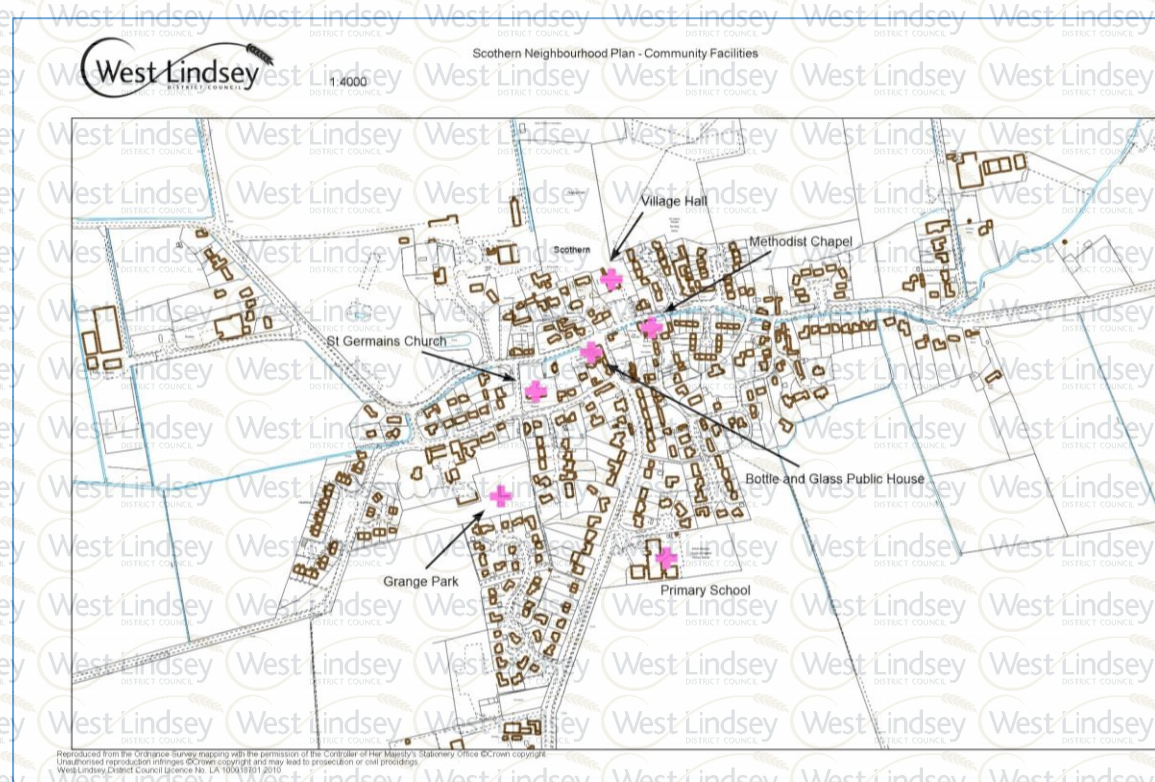 West Lindsey
DISTRICT COUNCIL
1:4000
Scothern Neighbourhood Plan - Community Facilities
Village Hall
Methodist Chapel
Scothern
St Germains Church
Bottle and Glass Public House
Grange Park
Primary School
Reproduced from the Ordnance Survey mapping with the permission of the Controller of Her Majesty's Stationery Office ©Crown copyright.
Unauthorised reproduction infringes ©Crown copyright and may lead to prosecution or civil procidings.
West Lindsey District Council Licence No. LA 100018701 2010